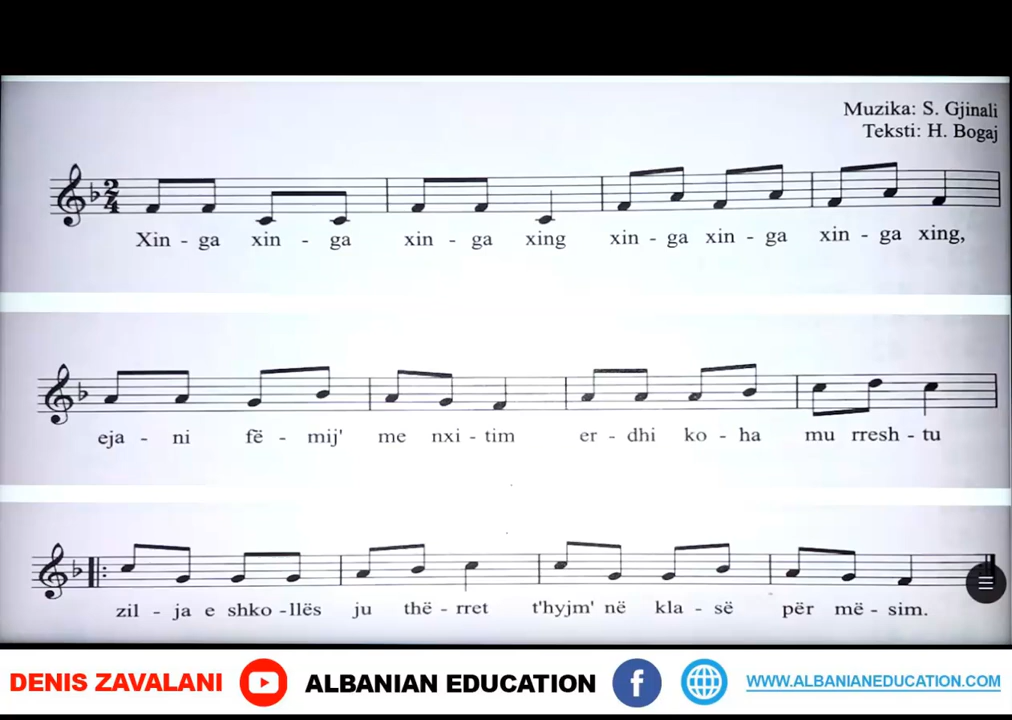 Muzika: S. Gjinali
Teksti: H. Bogaj
2
4
Xin - ga xin - ga xin - ga xing xin - ga xin - ga xin - ga xing,
eja - ni fë - mij' me nxi - tim er - dhi ko - ha mu rresh - tu
zil - ja e shko - llës ju thë - rret t'hyjm' në kla - së për më - sim.
DENIS ZAVALANI ALBANIAN EDUCATION f WWW.ALBANIANEDUCATION.COM